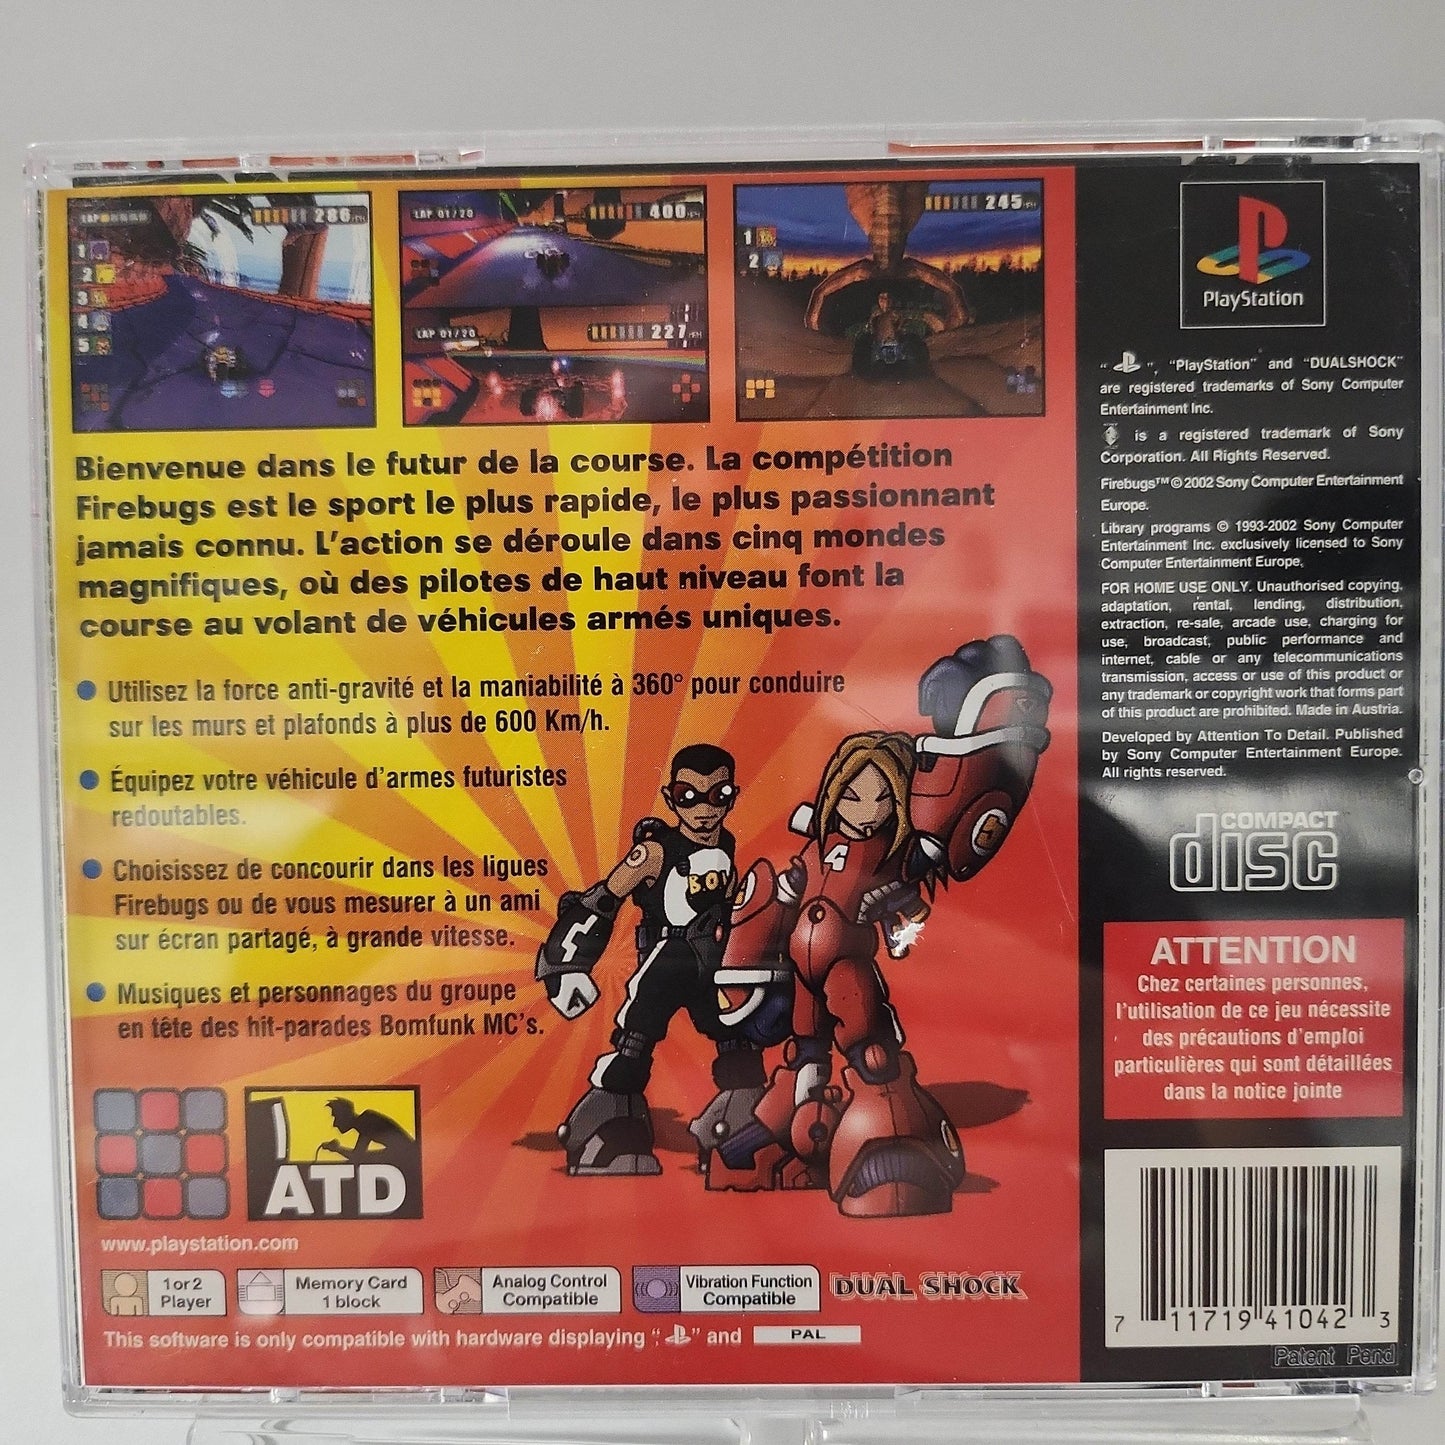 LAP
286
1
2
3
4
5
LAP 01/20
400 MPH
LAP 01/20
227 MPH
245
1
2
Bienvenue dans le futur de la course. La compétition
Firebugs est le sport le plus rapide, le plus passionnant
jamais connu. L'action se déroule dans cinq mondes
magnifiques, où des pilotes de haut niveau font la
course au volant de véhicules armés uniques.
Utilisez la force anti-gravité et la maniabilité à 360° pour conduire
sur les murs et plafonds à plus de 600 Km/h.
Équipez votre véhicule d'armes futuristes
redoutables.
Choisissez de concourir dans les ligues
Firebugs ou de vous mesurer à un ami
sur écran partagé, à grande vitesse.
Musiques et personnages du groupe
en tête des hit-parades Bomfunk MC's.
B.O
ATD
www.playstation.com
1 or 2
Player
Memory Card
1 block
Analog Control
Compatible
Vibration Function
Compatible
DUAL SHOCK
This software is only compatible with hardware displaying " " and PAL
PlayStation
" ", "PlayStation" and "DUALSHOCK"
are registered trademarks of Sony Computer
Entertainment Inc.
is a registered trademark of Sony
Corporation. All Rights Reserved.
Firebugs™ © 2002 Sony Computer Entertainment
Europe.
Library programs © 1993-2002 Sony Computer
Entertainment Inc. exclusively licensed to Sony
Computer Entertainment Europe.
FOR HOME USE ONLY. Unauthorised copying,
adaptation, rental, lending, distribution,
extraction, re-sale, arcade use, charging for
use, broadcast, public performance and
internet, cable or any telecommunications
transmission, access or use of this product or
any trademark or copyright work that forms part
of this product are prohibited. Made in Austria.
Developed by Attention To Detail. Published
by Sony Computer Entertainment Europe.
All rights reserved.
COMPACT
disc
ATTENTION
Chez certaines personnes,
l'utilisation de ce jeu nécessite
des précautions d'emploi
particulières qui sont détaillées
dans la notice jointe
7 11719 41042 3
Patent Pend